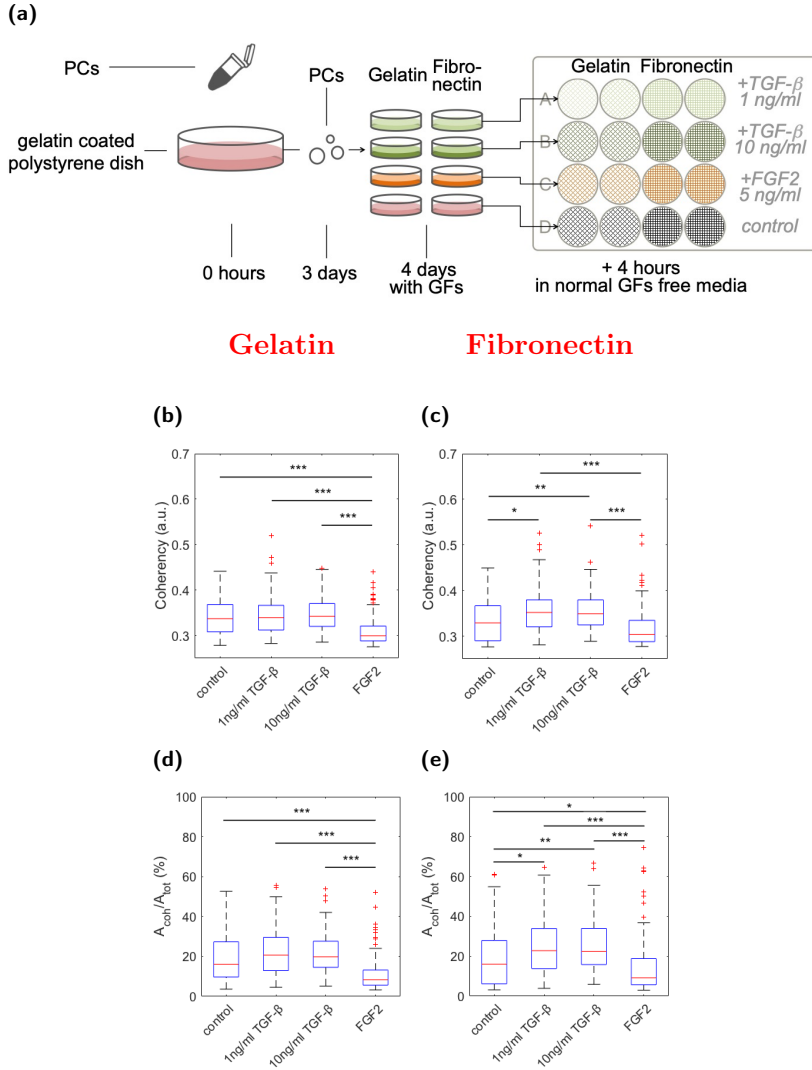 (a)
PCs
gelatin coated
polystyrene dish
PCs
Gelatin
Fibro-
nectin
Gelatin Fibronectin
A
+TGF-β
1 ng/ml
B
+TGF-β
10 ng/ml
C
+FGF2
5 ng/ml
D
control
0 hours
3 days
4 days
with GFs
+ 4 hours
in normal GFs free media
Gelatin
Fibronectin
(b)
0.7
0.6
0.5
0.4
0.3
Coherency (a.u.)
***
***
***
control
1ng/ml TGF-β
10ng/ml TGF-β
FGF2
(c)
0.7
0.6
0.5
0.4
0.3
Coherency (a.u.)
***
**
*
***
control
1ng/ml TGF-β
10ng/ml TGF-β
FGF2
(d)
100
80
60
40
20
0
A_coh/A_tot (%)
***
***
***
control
1ng/ml TGF-β
10ng/ml TGF-β
FGF2
(e)
100
80
60
40
20
0
A_coh/A_tot (%)
*
***
**
***
*
control
1ng/ml TGF-β
10ng/ml TGF-β
FGF2